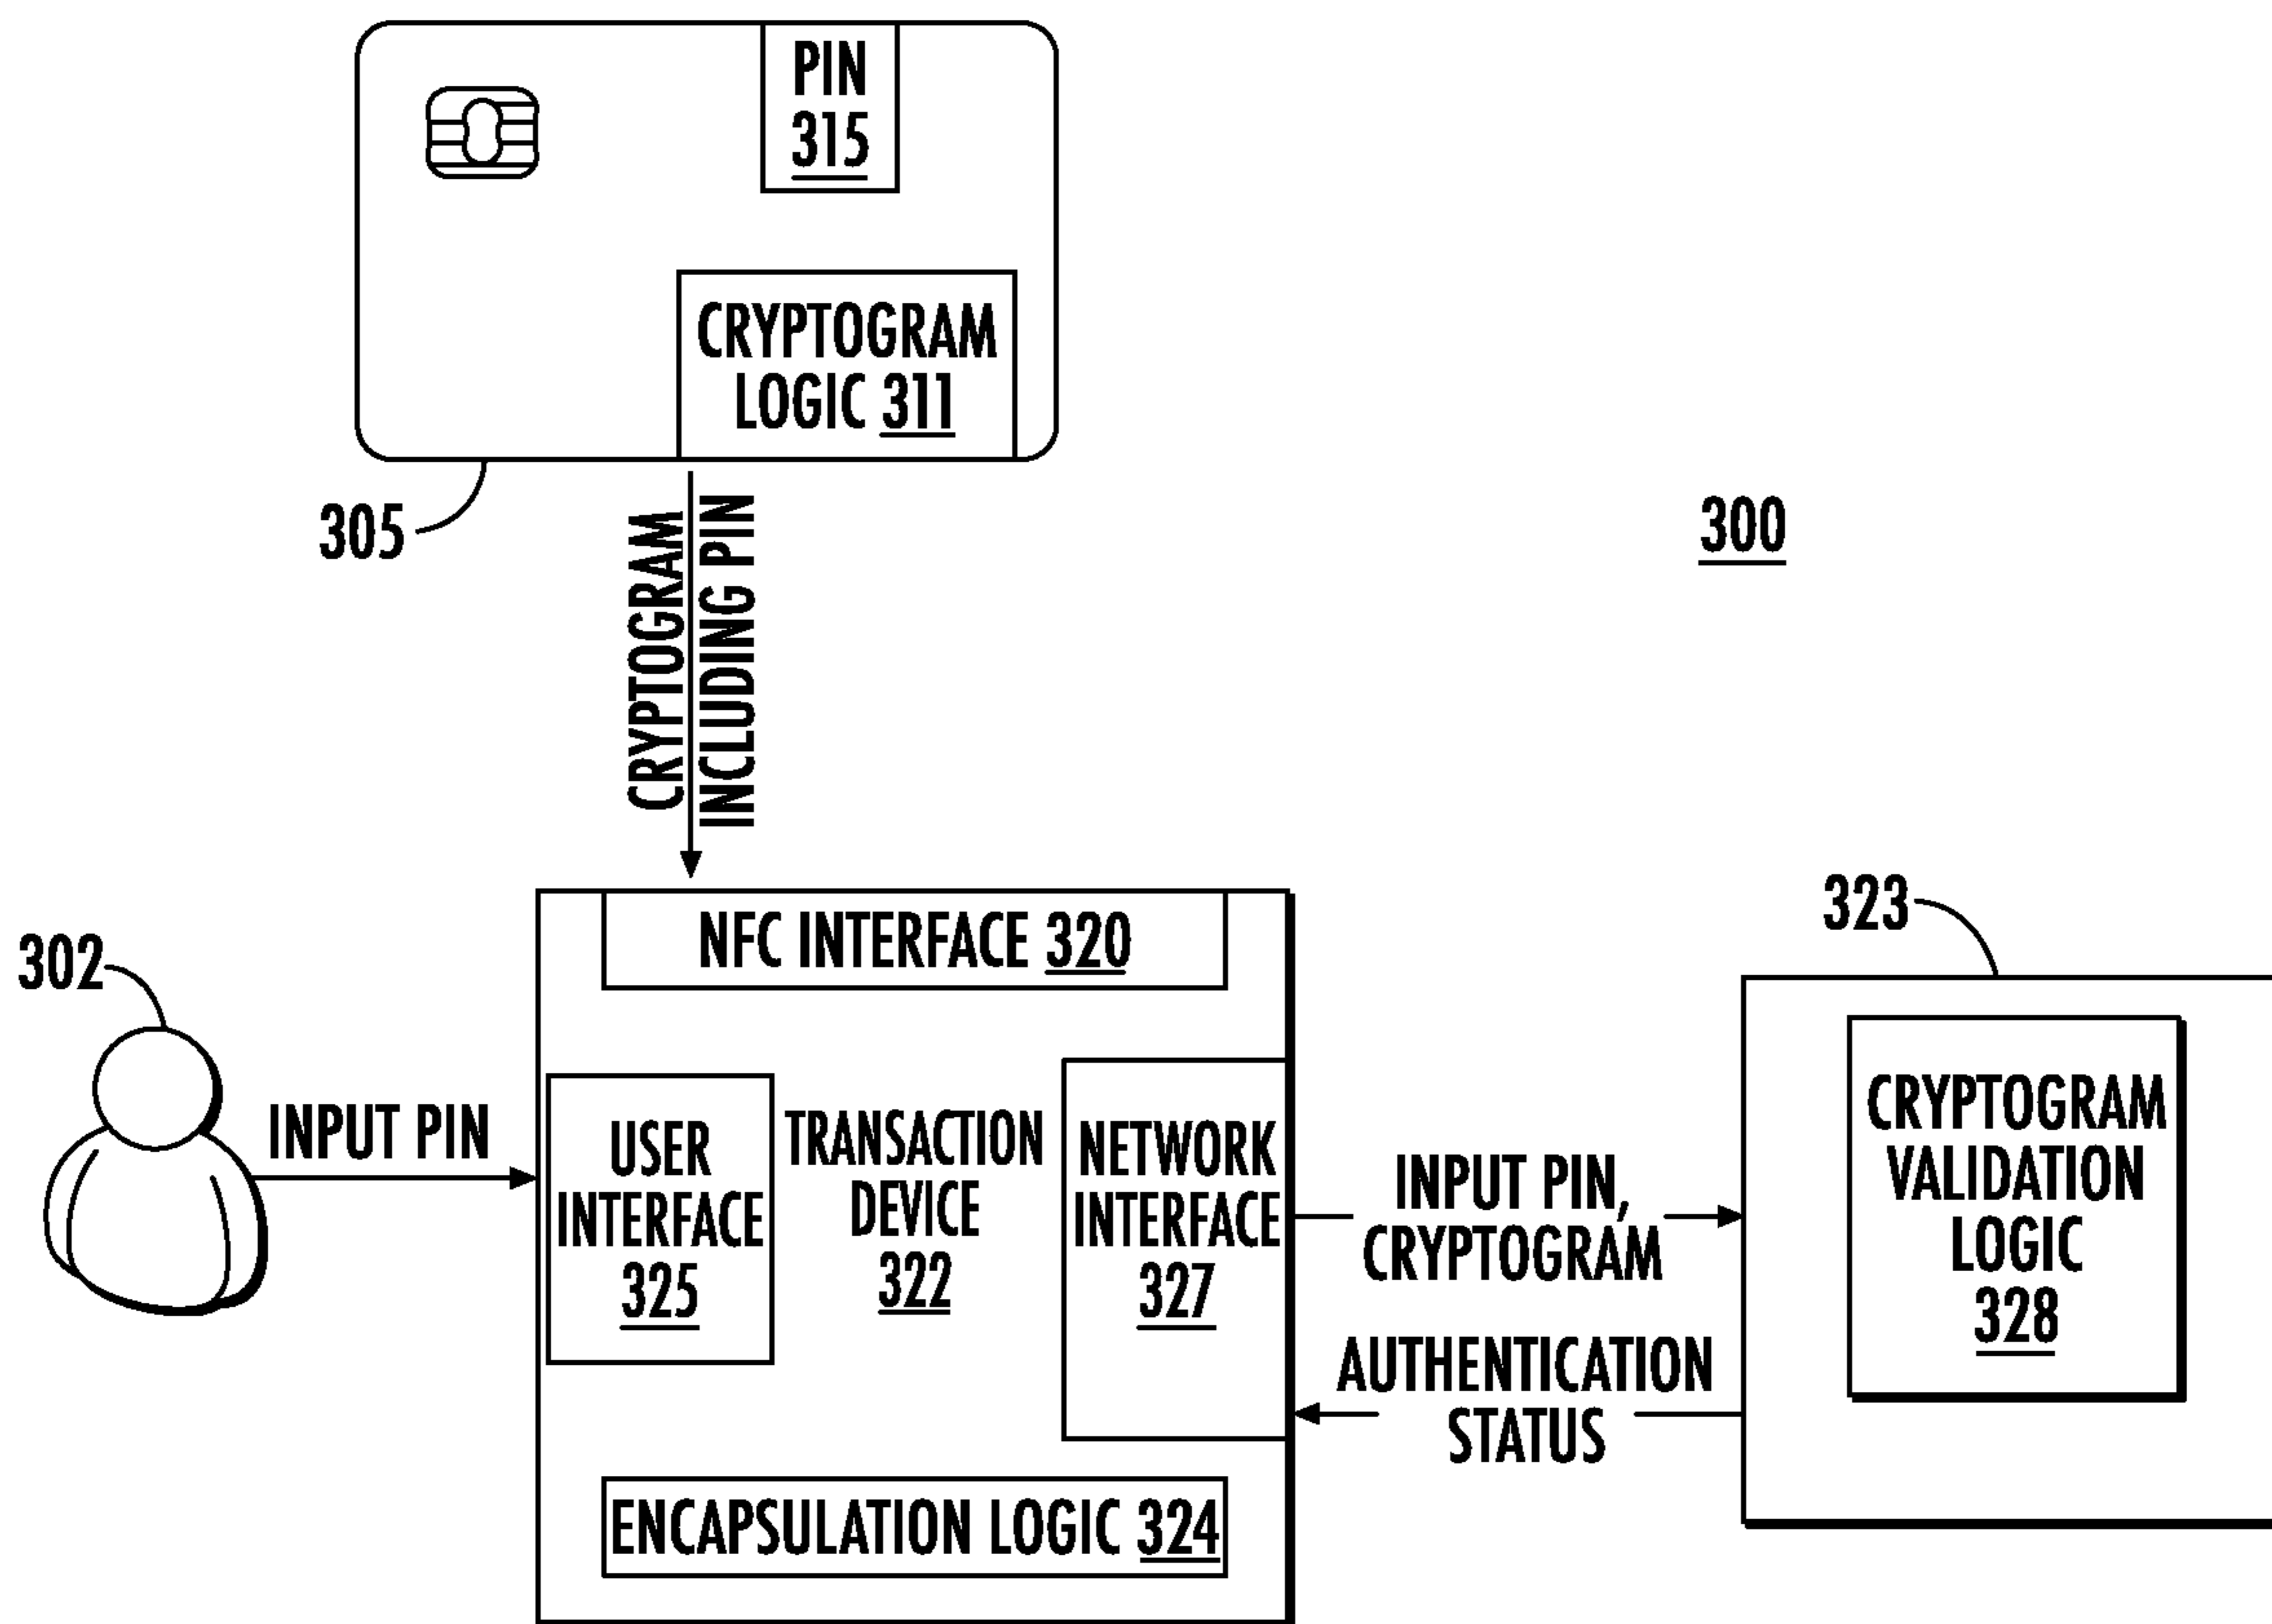 PIN
315
CRYPTOGRAM
LOGIC 311
305
CRYPTOGRAM
INCLUDING PIN
300
302
INPUT PIN
NFC INTERFACE 320
USER
INTERFACE
325
TRANSACTION
DEVICE
322
NETWORK
INTERFACE
327
ENCAPSULATION LOGIC 324
INPUT PIN,
CRYPTOGRAM
AUTHENTICATION
STATUS
323
CRYPTOGRAM
VALIDATION
LOGIC
328